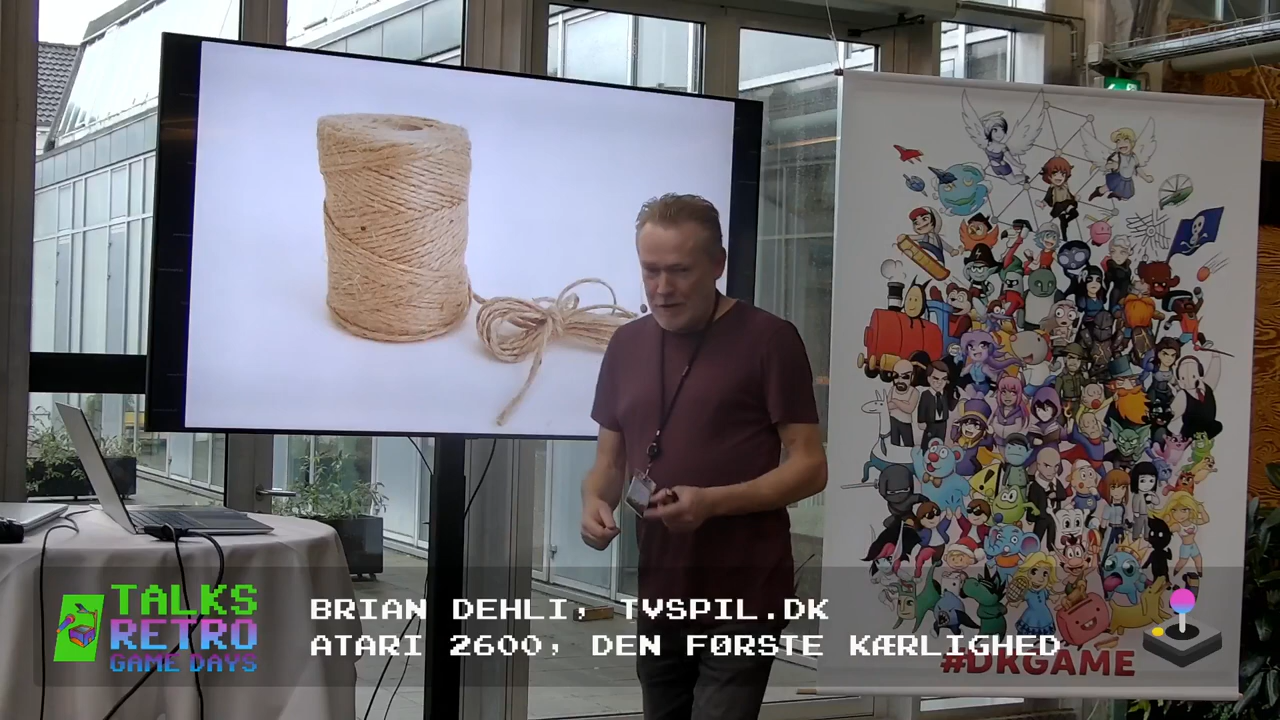 TALKS
RETRO
GAME DAYS
BRIAN DEHLI, TVSPIL.DK
ATARI 2600, DEN FØRSTE KÆRLIGHED
#DKGAME